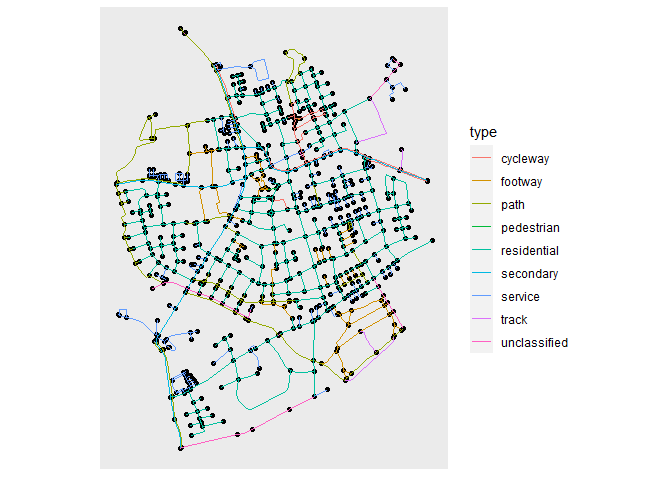 type
cycleway
footway
path
pedestrian
residential
secondary
service
track
unclassified